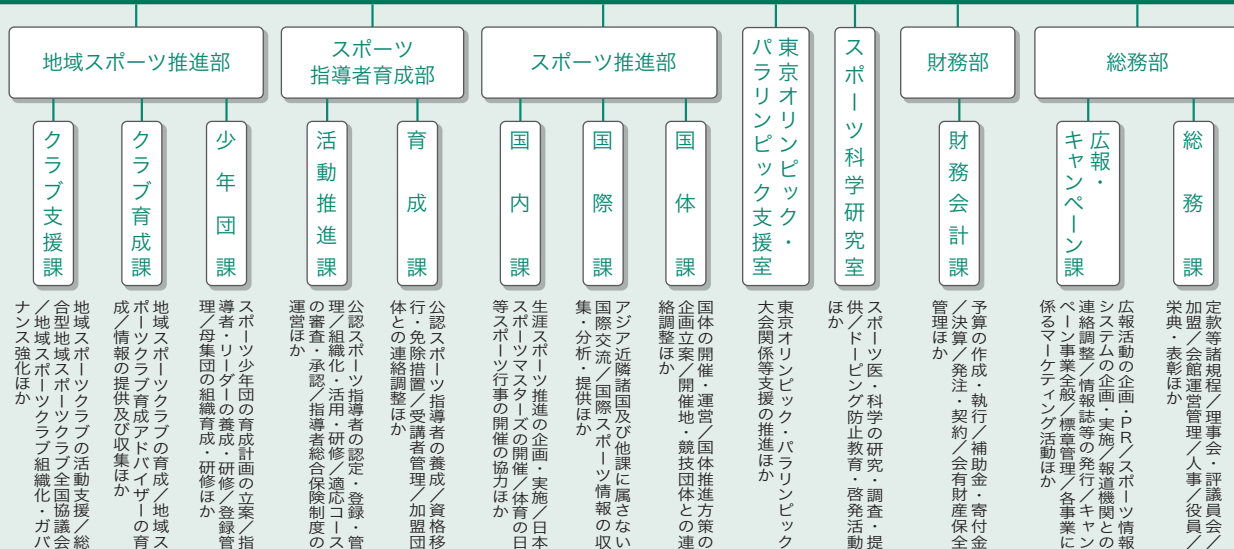 総務部
総務課
定款等諸規程／理事会・評議員会／
加盟／会館運営管理／人事／役員／
栄典・表彰ほか
広報・
キャンペーン課
広報活動の企画・PR／スポーツ情報
システムの企画・実施／報道機関との
連絡調整／情報誌等の発行／キャン
ペーン事業全般／標章管理／各事業に
係るマーケティング活動ほか
財務部
財務会計課
予算の作成・執行／補助金・寄付金
／決算／発注・契約／会有財産保全
管理ほか
スポーツ科学研究室
スポーツ医・科学の研究・調査・提
供／ドーピング防止教育・啓発活動
ほか
東京オリンピック・
パラリンピック支援室
東京オリンピック・パラリンピック
大会関係等支援の推進ほか
スポーツ推進部
国体課
国体の開催・運営／国体推進方策の
企画立案／開催地・競技団体との連
絡調整ほか
国際課
アジア近隣諸国及び他課に属さない
国際交流／国際スポーツ情報の収
集・分析・提供ほか
国内課
生涯スポーツ推進の企画・実施／日本
スポーツマスターズの開催／体育の日
等スポーツ行事の開催の協力ほか
スポーツ
指導者育成部
育成課
公認スポーツ指導者の養成／資格移
行・免除措置／受講者管理／加盟団
体との連絡調整ほか
活動推進課
公認スポーツ指導者の認定・登録・管
理／組織化・活用・研修／適応コース
の審査・承認／指導者総合保険制度の
運営ほか
地域スポーツ推進部
少年団課
スポーツ少年団の育成計画の立案／指
導者・リーダーの養成・研修／登録管
理／母集団の組織育成・研修ほか
クラブ育成課
地域スポーツクラブの育成／地域ス
ポーツクラブ育成アドバイザーの育
成／情報の提供及び収集ほか
クラブ支援課
地域スポーツクラブの活動支援／総
合型地域スポーツクラブ全国協議会
／地域スポーツクラブ組織化・ガバ
ナンス強化ほか